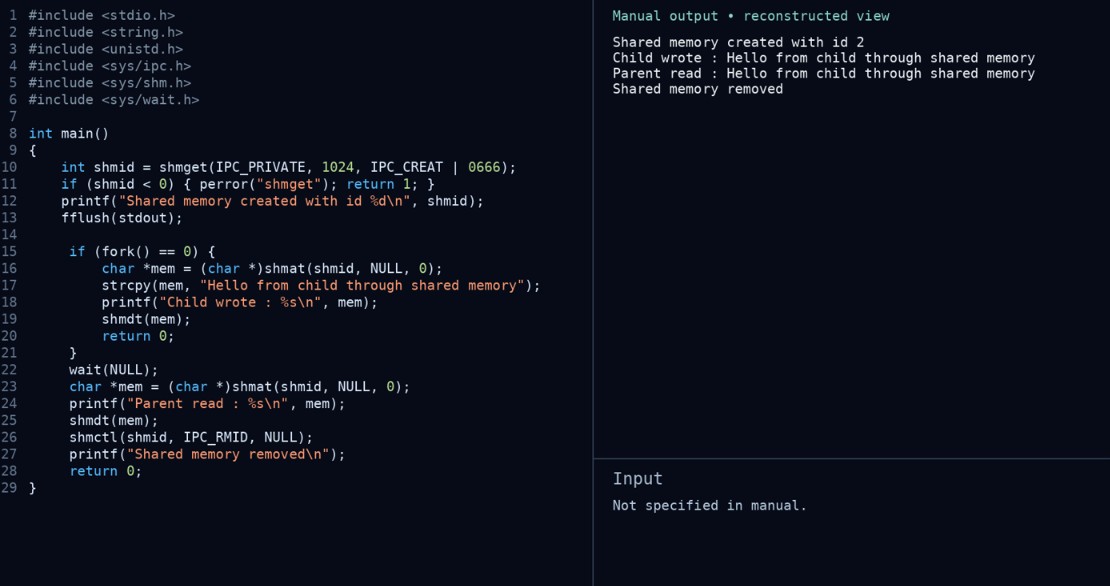 1 #include <stdio.h>
2 #include <string.h>
3 #include <unistd.h>
4 #include <sys/ipc.h>
5 #include <sys/shm.h>
6 #include <sys/wait.h>
7
8 int main()
9 {
10     int shmid = shmget(IPC_PRIVATE, 1024, IPC_CREAT | 0666);
11     if (shmid < 0) { perror("shmget"); return 1; }
12     printf("Shared memory created with id %d\n", shmid);
13     fflush(stdout);
14
15      if (fork() == 0) {
16          char *mem = (char *)shmat(shmid, NULL, 0);
17          strcpy(mem, "Hello from child through shared memory");
18          printf("Child wrote : %s\n", mem);
19          shmdt(mem);
20          return 0;
21      }
22      wait(NULL);
23      char *mem = (char *)shmat(shmid, NULL, 0);
24      printf("Parent read : %s\n", mem);
25      shmdt(mem);
26      shmctl(shmid, IPC_RMID, NULL);
27      printf("Shared memory removed\n");
28      return 0;
29 }
Manual output • reconstructed view
Shared memory created with id 2
Child wrote : Hello from child through shared memory
Parent read : Hello from child through shared memory
Shared memory removed
Input
Not specified in manual.